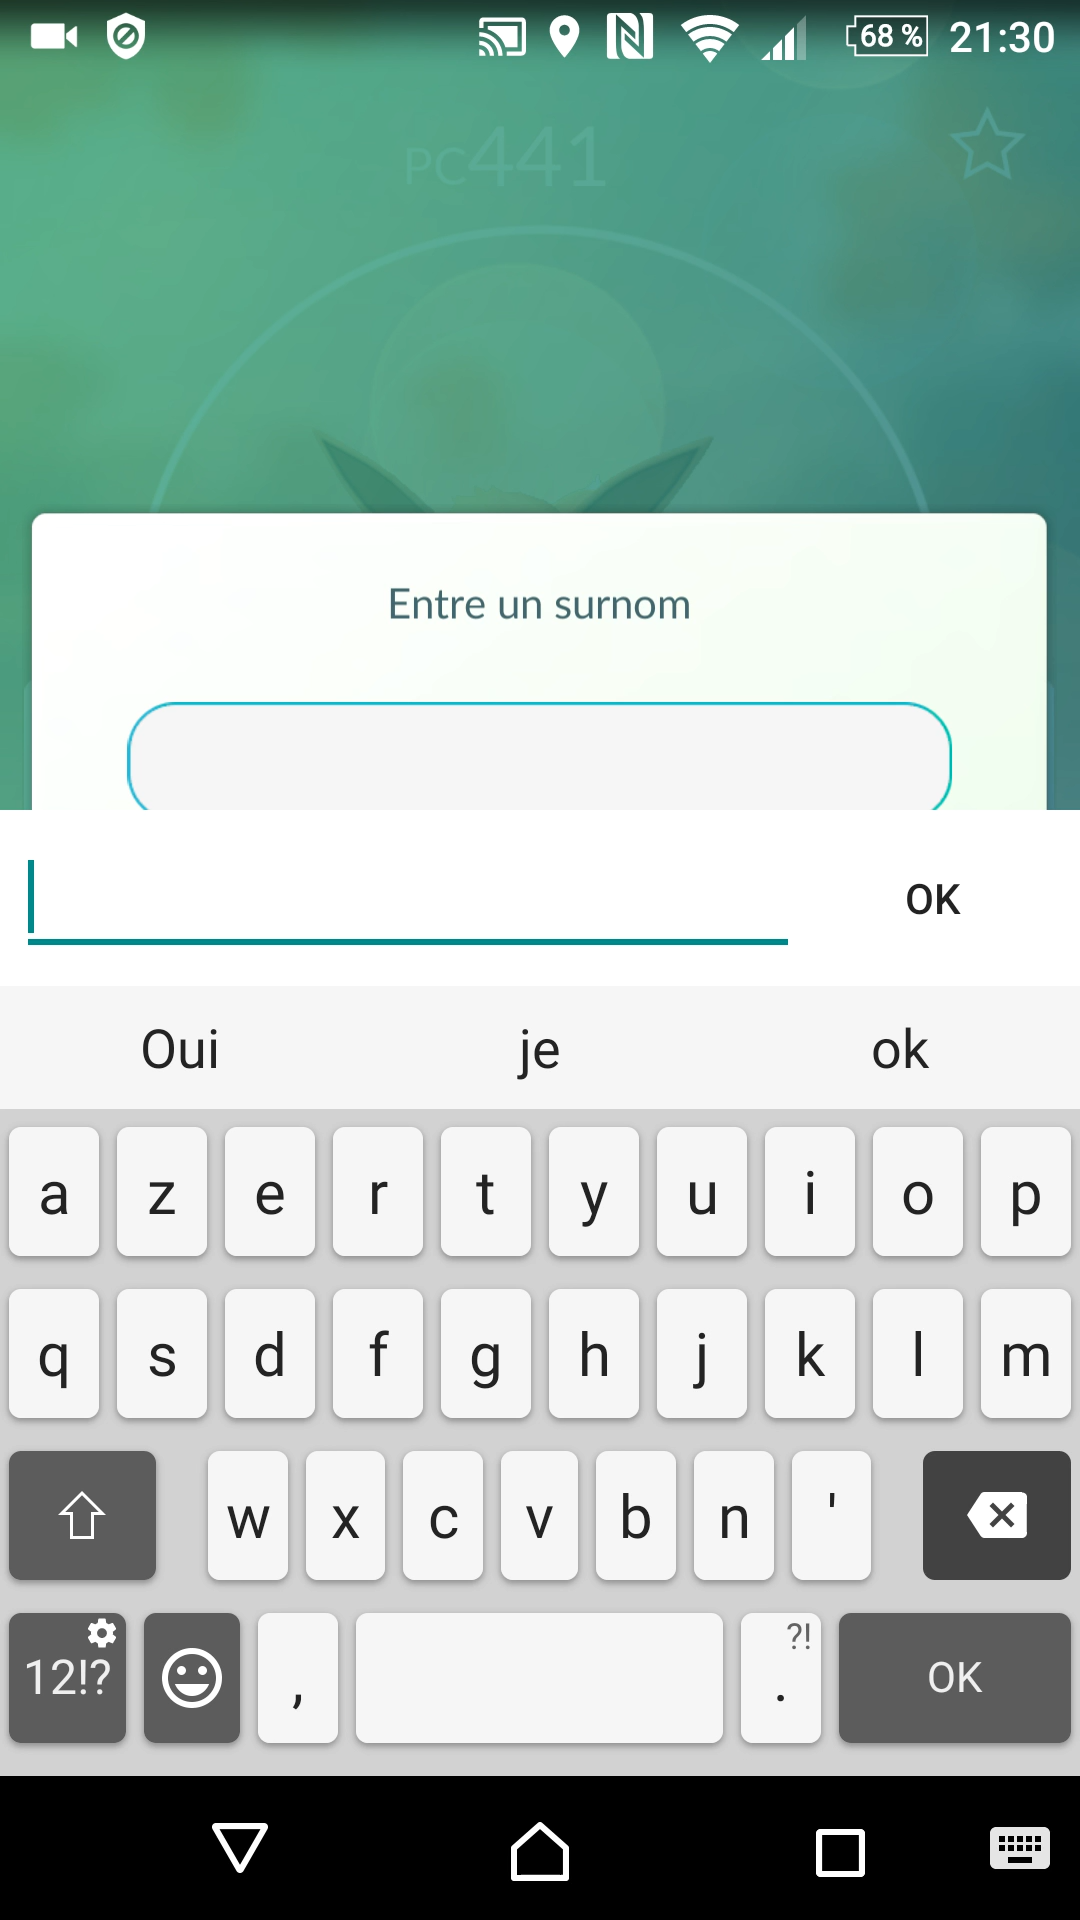 68 % 21:30
PC441
Entre un surnom
OK
Oui je ok
a z e r t y u i o p
q s d f g h j k l m
w x c v b n '
12!? , ?! . OK